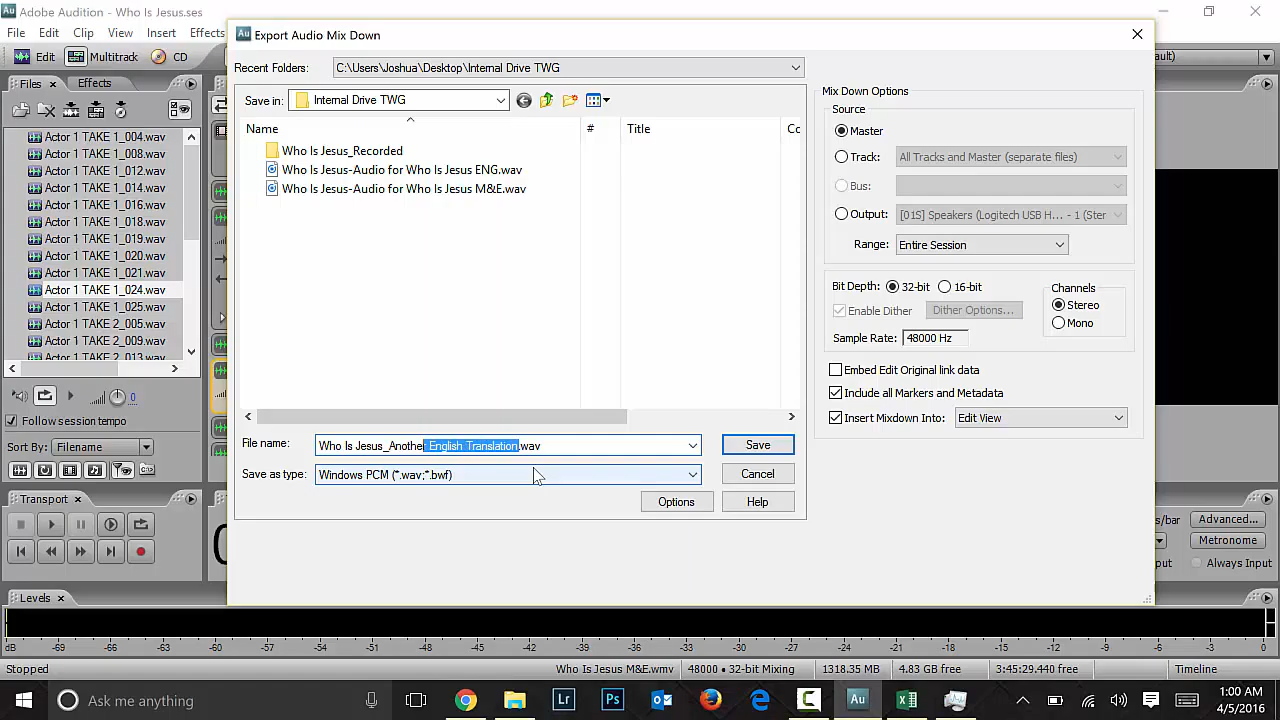 Adobe Audition - Who Is Jesus.ses
File Edit Clip View Insert Effects
Edit Multitrack CD
Files Effects
Actor 1 TAKE 1_004.wav
Actor 1 TAKE 1_008.wav
Actor 1 TAKE 1_012.wav
Actor 1 TAKE 1_014.wav
Actor 1 TAKE 1_016.wav
Actor 1 TAKE 1_018.wav
Actor 1 TAKE 1_019.wav
Actor 1 TAKE 1_020.wav
Actor 1 TAKE 1_021.wav
Actor 1 TAKE 1_024.wav
Actor 1 TAKE 1_025.wav
Actor 1 TAKE 2_005.wav
Actor 1 TAKE 2_009.wav
Actor 1 TAKE 2_013.wav
0
Follow session tempo
Sort By: Filename
Transport
Au Export Audio Mix Down
Recent Folders: C:\Users\Joshua\Desktop\Internal Drive TWG
Save in: Internal Drive TWG
Name # Title Co
Who Is Jesus_Recorded
Who Is Jesus-Audio for Who Is Jesus ENG.wav
Who Is Jesus-Audio for Who Is Jesus M&E.wav
File name: Who Is Jesus_Another English Translation.wav Save
Save as type: Windows PCM (*.wav;*.bwf) Cancel
Options Help
Mix Down Options
Source
Master
Track: All Tracks and Master (separate files)
Bus:
Output: [01S] Speakers (Logitech USB H... - 1 (Ster
Range: Entire Session
Bit Depth: 32-bit 16-bit
Enable Dither Dither Options...
Sample Rate: 48000 Hz
Channels
Stereo
Mono
Embed Edit Original link data
Include all Markers and Metadata
Insert Mixdown Into: Edit View
/bar Advanced...
Metronome
Always Input
Levels
dB -69 -66 -63 -60 -57 -54 -51 -48 -45 -42 -39 -36 -33 -30 -27 -24 -21 -18 -15 -12 -9 -6 -3 0
Stopped Who Is Jesus M&E.wmv 48000 • 32-bit Mixing 1318.35 MB 4.83 GB free 3:45:29.440 free Timeline
Ask me anything
Lr Ps Au
1:00 AM
4/5/2016